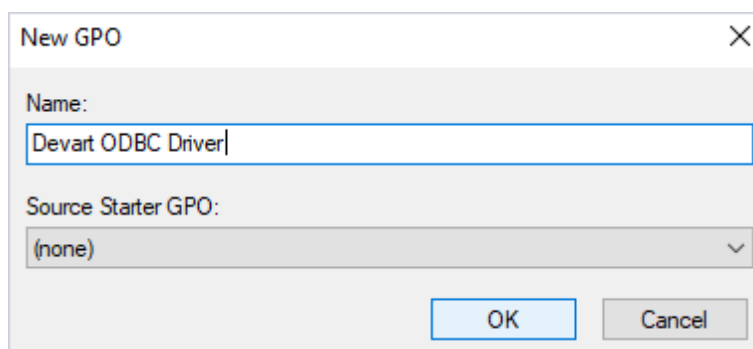 New GPO
Name:
Devart ODBC Driver
Source Starter GPO:
(none)
OK Cancel